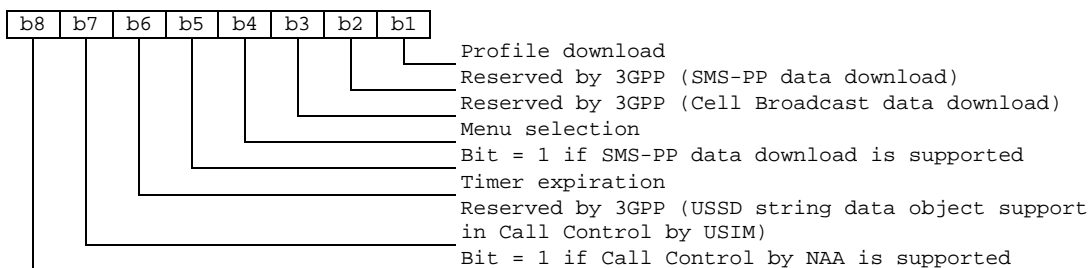 b8 b7 b6 b5 b4 b3 b2 b1
Profile download
Reserved by 3GPP (SMS-PP data download)
Reserved by 3GPP (Cell Broadcast data download)
Menu selection
Bit = 1 if SMS-PP data download is supported
Timer expiration
Reserved by 3GPP (USSD string data object support
in Call Control by USIM)
Bit = 1 if Call Control by NAA is supported